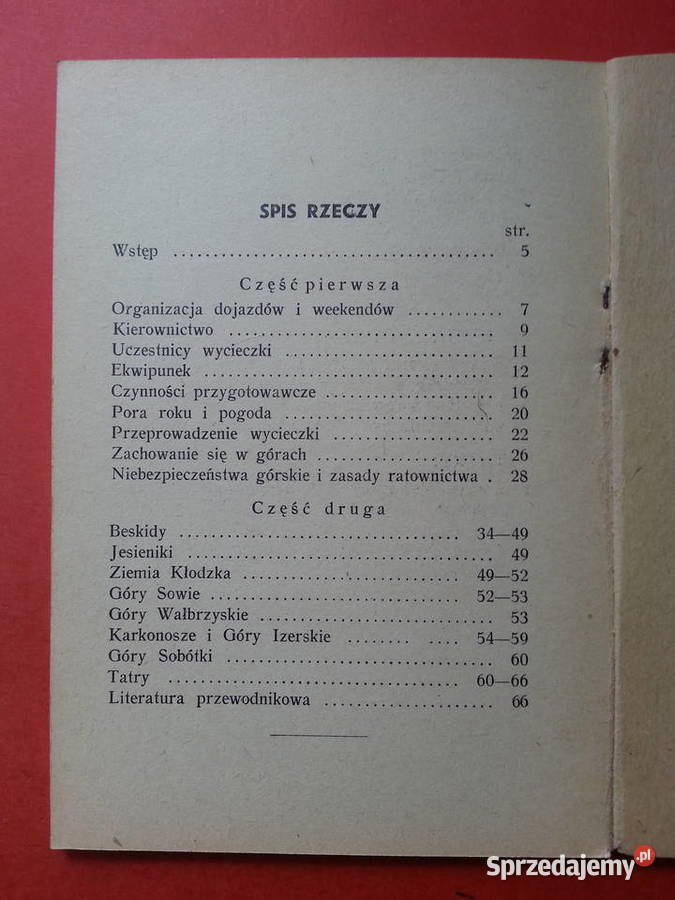 SPIS RZECZY
str.
Wstęp ....................................... 5
Część pierwsza
Organizacja dojazdów i weekendów ............ 7
Kierownictwo ................................ 9
Uczestnicy wycieczki ......................... 11
Ekwipunek ................................... 12
Czynności przygotowawcze ..................... 16
Pora roku i pogoda .......................... 20
Przeprowadzenie wycieczki .................... 22
Zachowanie się w górach ...................... 26
Niebezpieczeństwa górskie i zasady ratownictwa . 28
Część druga
Beskidy .................................. 34—49
Jesieniki ..................................... 49
Ziemia Kłodzka .......................... 49—52
Góry Sowie .............................. 52—53
Góry Wałbrzyskie ............................ 53
Karkonosze i Góry Izerskie ........ .... 54—59
Góry Sobótki ................................ 60
Tatry ................................... 60—66
Literatura przewodnikowa ..................... 66
Sprzedajemy.pl